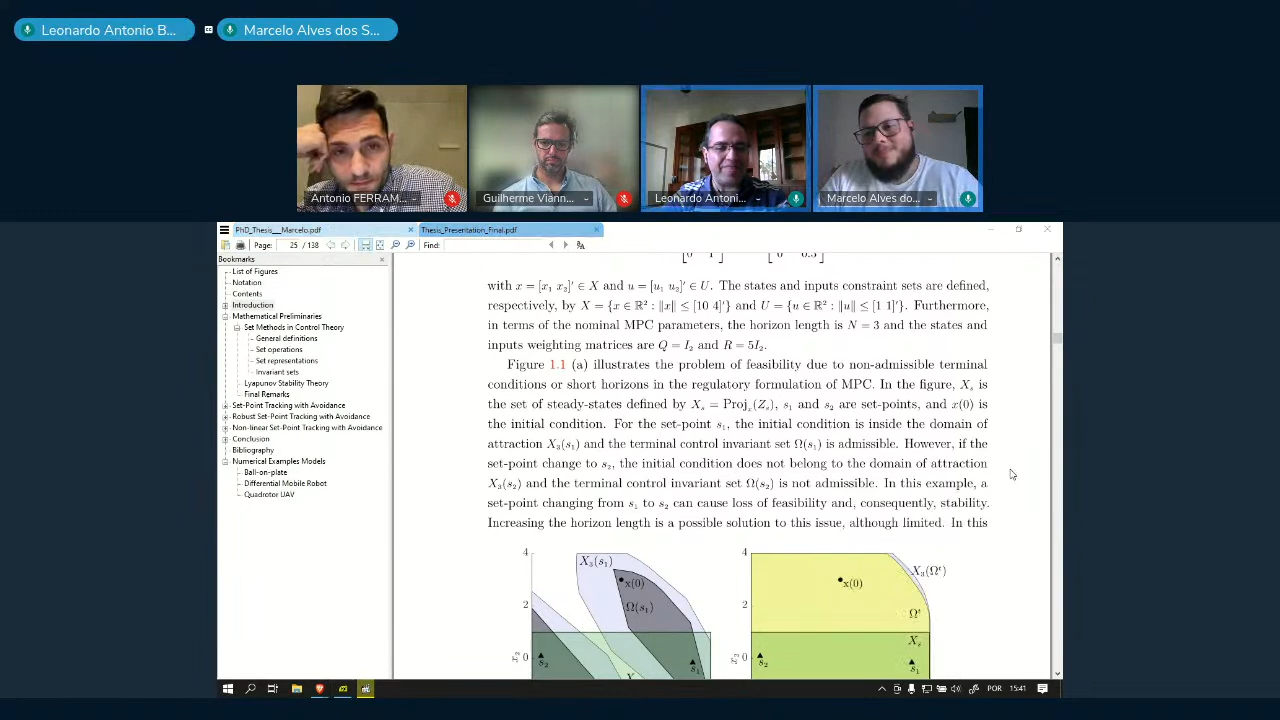 Leonardo Antonio B...
Marcelo Alves dos S...
Antonio FERRAM...
Guilherme Viann...
Leonardo Antoni...
Marcelo Alves do...
PhD_Thesis___Marcelo.pdf
Thesis_Presentation_Final.pdf
Page: 25 / 138
Find:
Bookmarks
List of Figures
Notation
Contents
Introduction
Mathematical Preliminaries
Set Methods in Control Theory
General definitions
Set operations
Set representations
Invariant sets
Lyapunov Stability Theory
Final Remarks
Set-Point Tracking with Avoidance
Robust Set-Point Tracking with Avoidance
Non-linear Set-Point Tracking with Avoidance
Conclusion
Bibliography
Numerical Examples Models
Ball-on-plate
Differential Mobile Robot
Quadrotor UAV
[0 1] [0 0.5]
with x = [x₁ x₂]′ ∈ X and u = [u₁ u₂]′ ∈ U. The states and inputs constraint sets are defined,
respectively, by X = {x ∈ ℝ² : ‖x‖ ≤ [10 4]′} and U = {u ∈ ℝ² : ‖u‖ ≤ [1 1]′}. Furthermore,
in terms of the nominal MPC parameters, the horizon length is N = 3 and the states and
inputs weighting matrices are Q = I₂ and R = 5I₂.
Figure 1.1 (a) illustrates the problem of feasibility due to non-admissible terminal
conditions or short horizons in the regulatory formulation of MPC. In the figure, Xₛ is
the set of steady-states defined by Xₛ = Projₓ(Zₛ), s₁ and s₂ are set-points, and x(0) is
the initial condition. For the set-point s₁, the initial condition is inside the domain of
attraction X₃(s₁) and the terminal control invariant set Ω(s₁) is admissible. However, if the
set-point change to s₂, the initial condition does not belong to the domain of attraction
X₃(s₂) and the terminal control invariant set Ω(s₂) is not admissible. In this example, a
set-point changing from s₁ to s₂ can cause loss of feasibility and, consequently, stability.
Increasing the horizon length is a possible solution to this issue, although limited. In this
4
X₃(s₁)
x(0)
Ω(s₁)
2
0
x₂
s₂
s₁
4
X₃(Ωᵗ)
x(0)
2
Ωᵗ
Xₛ
0
x₂
s₂
s₁
POR
15:41